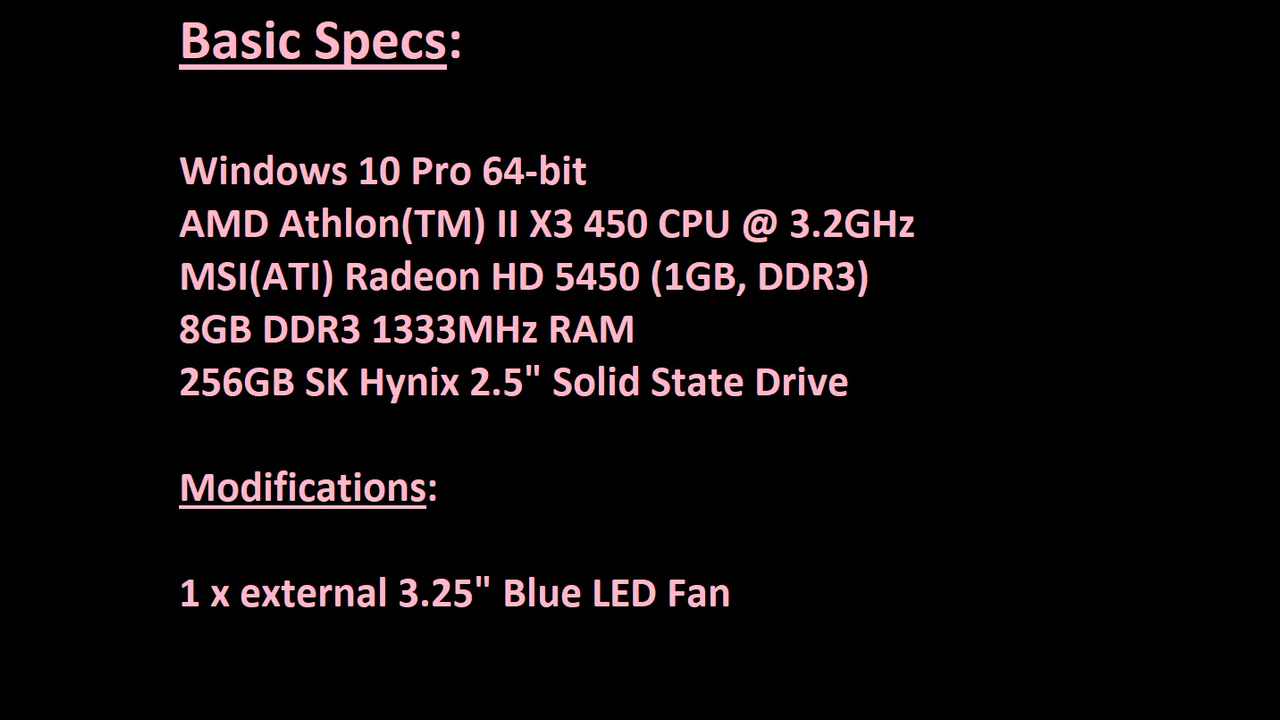 Basic Specs:
Windows 10 Pro 64-bit
AMD Athlon(TM) II X3 450 CPU @ 3.2GHz
MSI(ATI) Radeon HD 5450 (1GB, DDR3)
8GB DDR3 1333MHz RAM
256GB SK Hynix 2.5" Solid State Drive
Modifications:
1 x external 3.25" Blue LED Fan